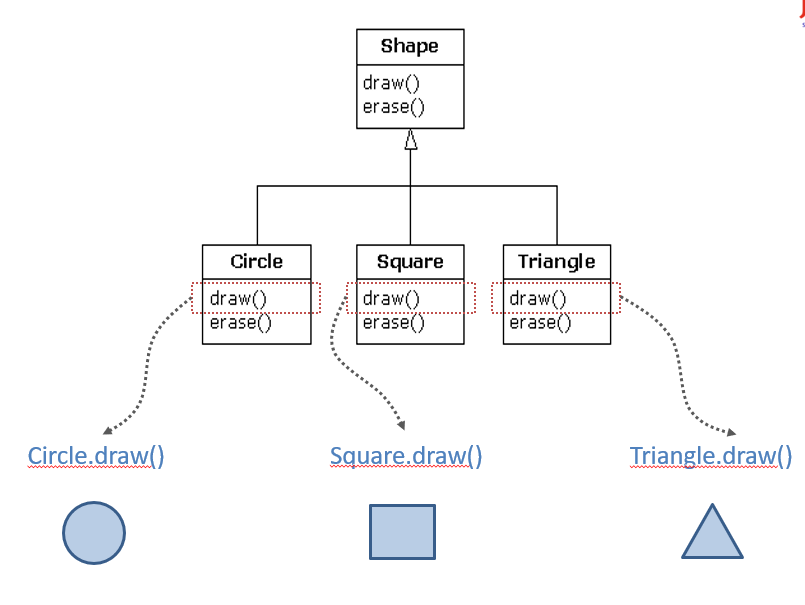 Shape
draw()
erase()
Circle
Square
Triangle
draw()
draw()
draw()
erase()
erase()
erase()
Circle.draw()
Square.draw()
Triangle.draw()